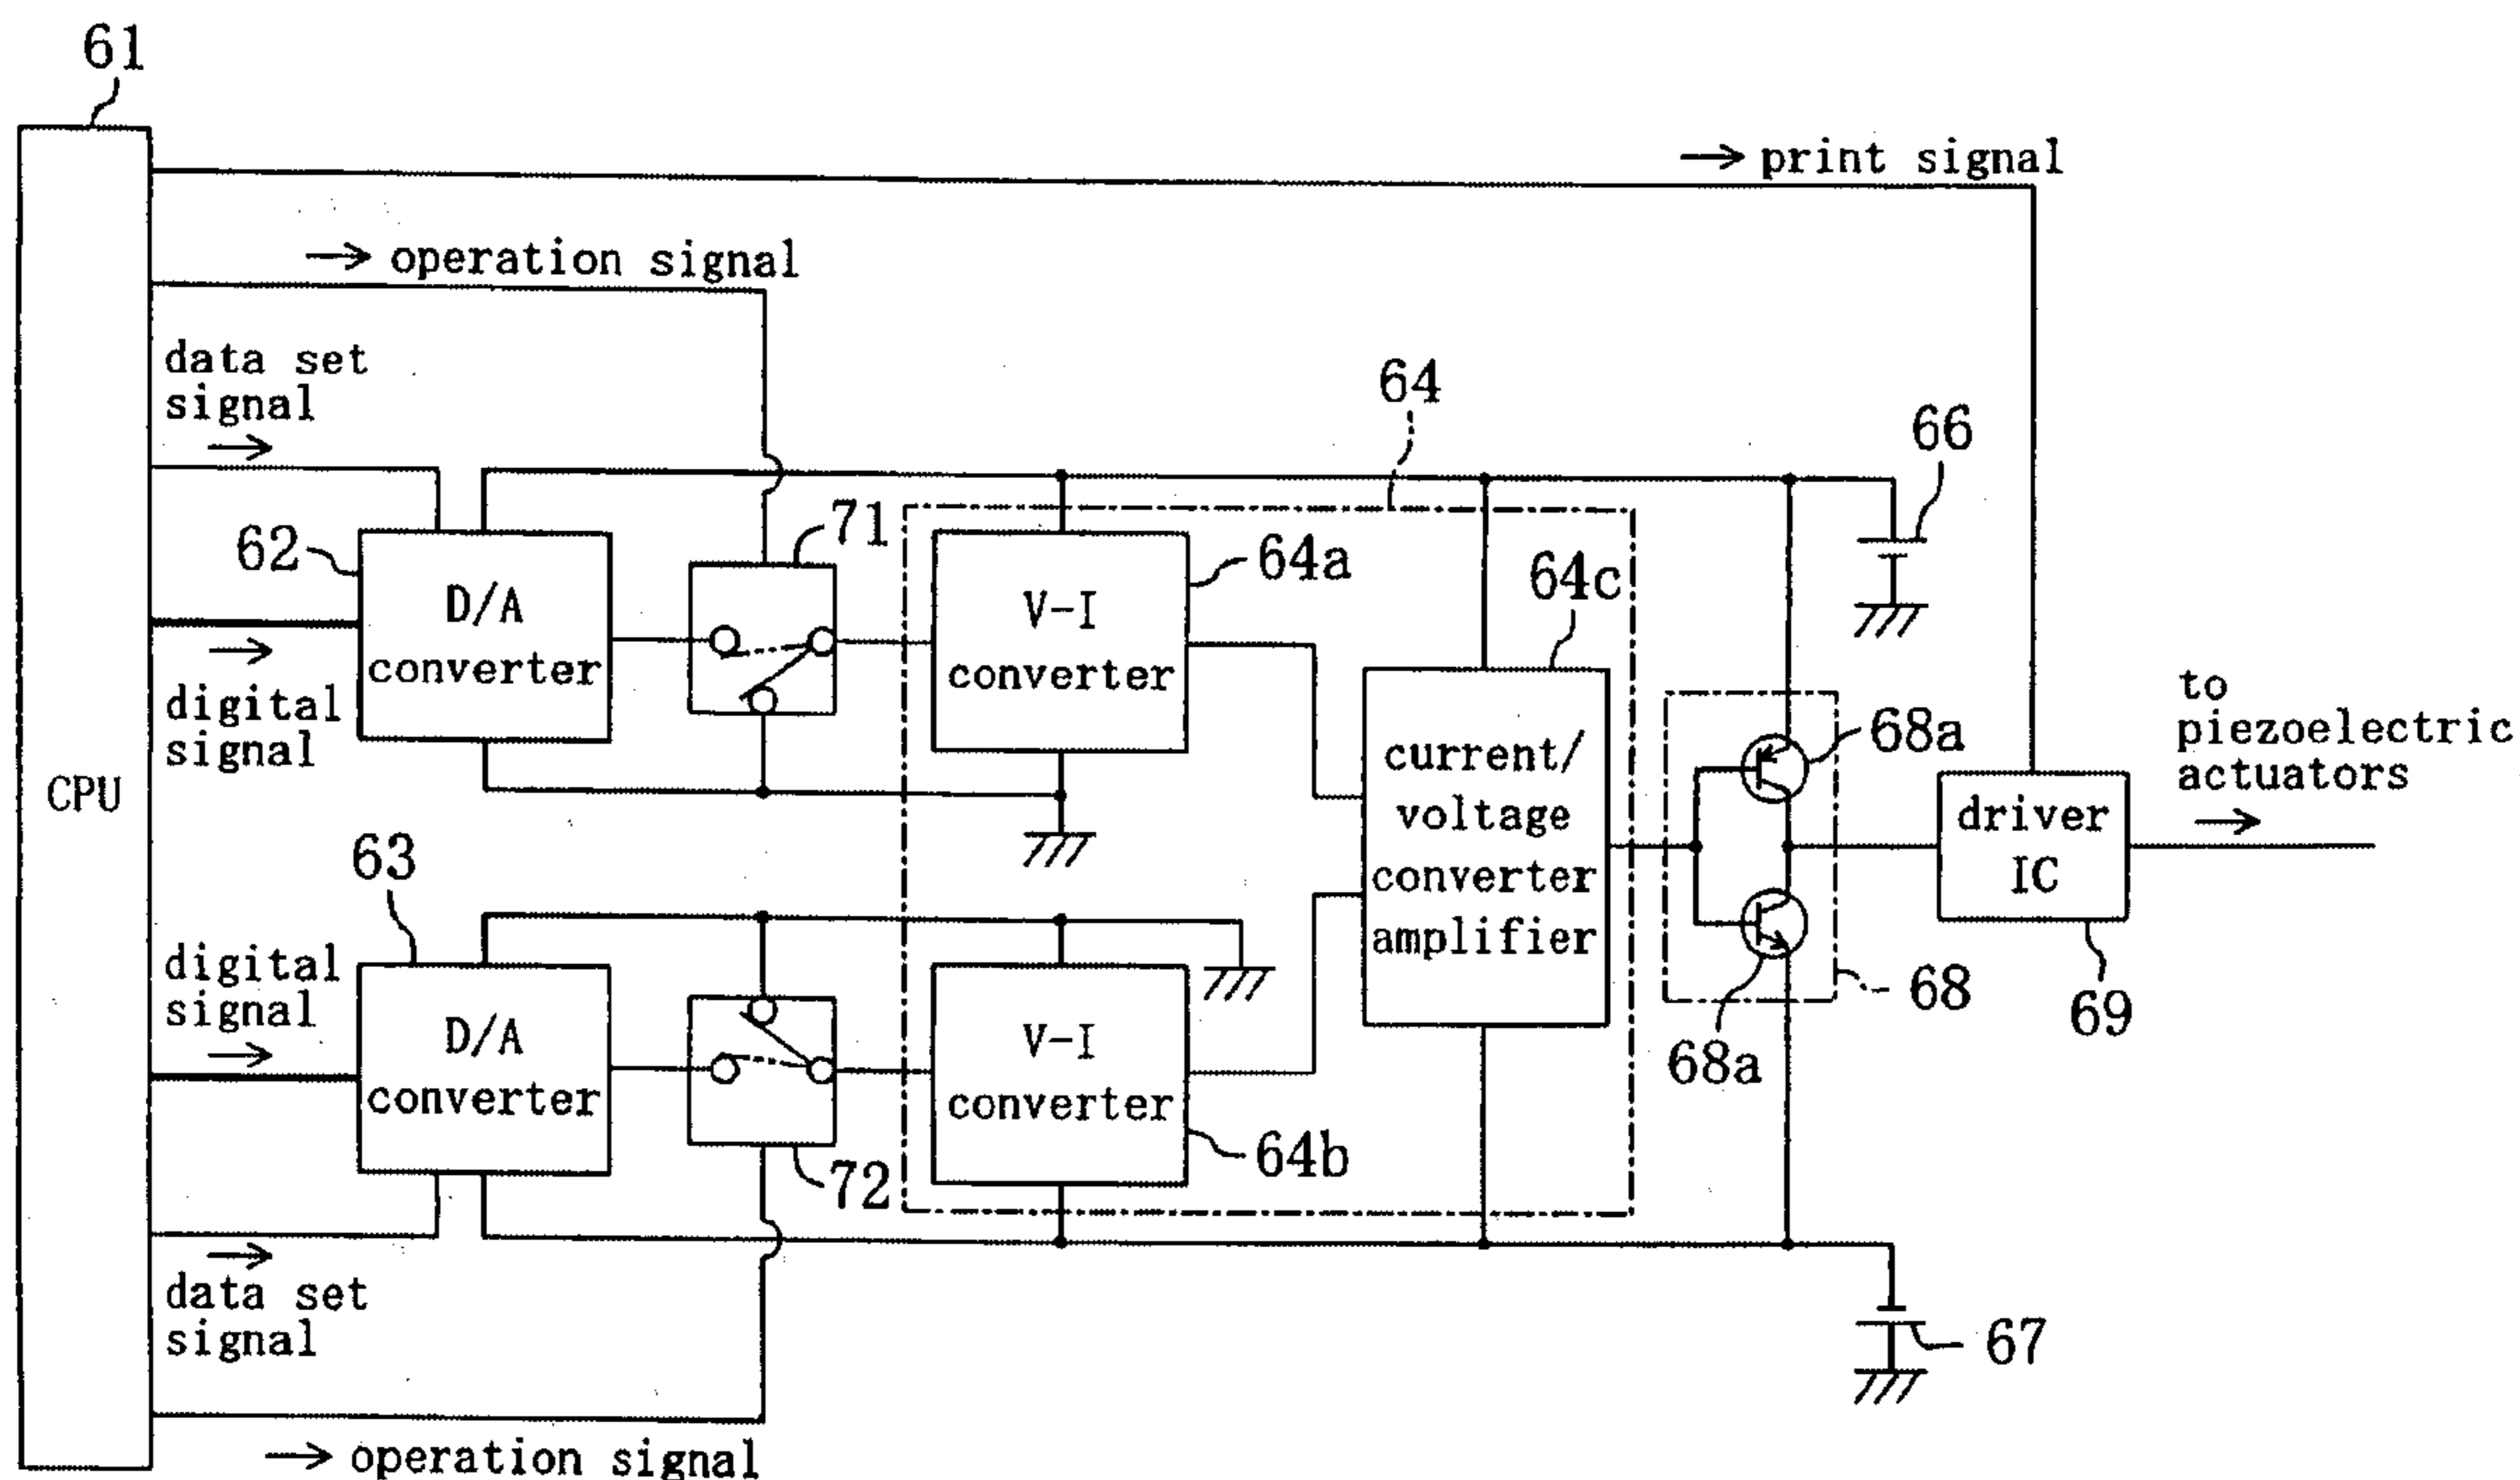 61
print signal
operation signal
data set
signal
64
66
62
71
64a
64c
D/A
converter
V-I
converter
digital
signal
CPU
current/
voltage
converter
amplifier
68a
to
piezoelectric
actuators
driver
IC
63
digital
signal
D/A
converter
V-I
converter
68
69
68a
72
64b
data set
signal
67
operation signal